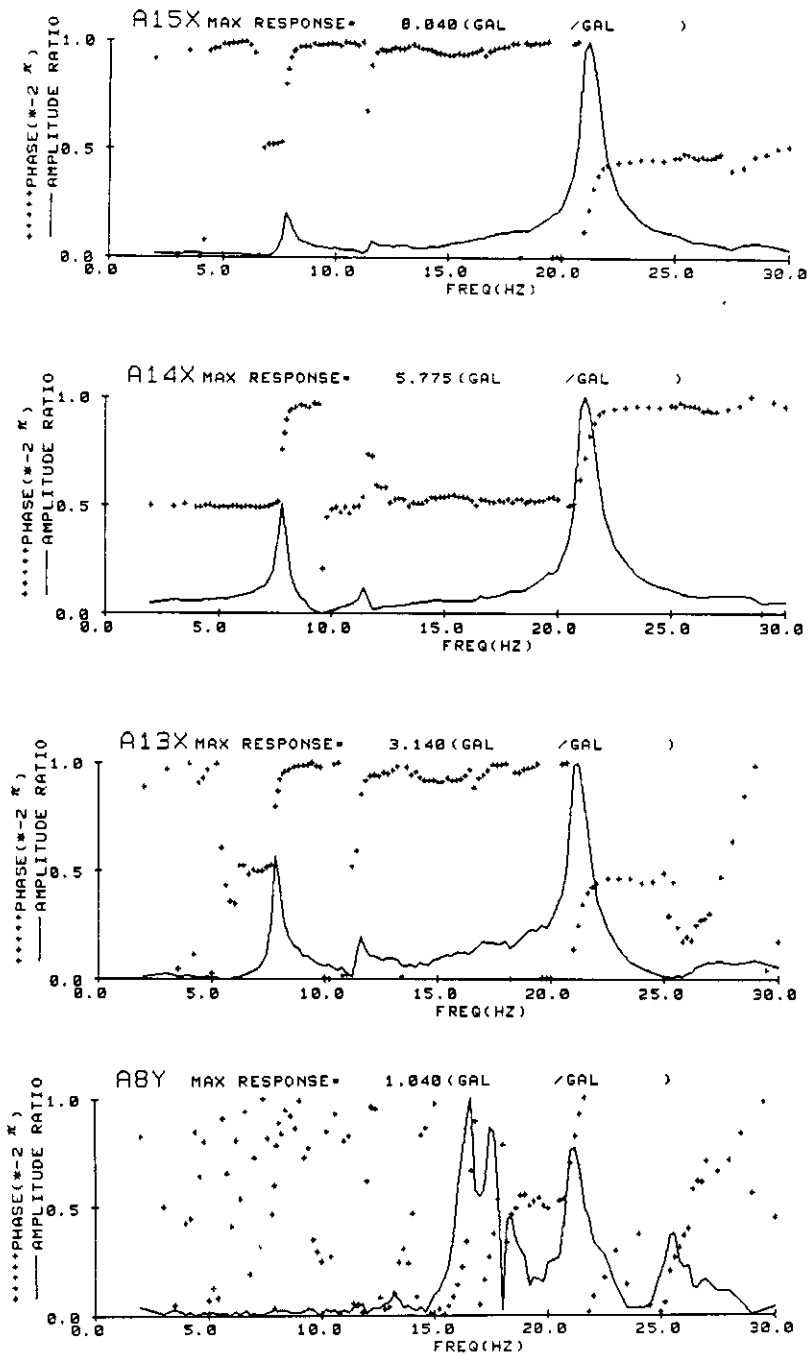 A15X MAX RESPONSE= 8.040(GAL /GAL )
+++++PHASE(*-2 π)
——AMPLITUDE RATIO
1.0
0.5
0.0
0.0 5.0 10.0 15.0 20.0 25.0 30.0
FREQ(HZ)
A14X MAX RESPONSE= 5.775(GAL /GAL )
+++++PHASE(*-2 π)
——AMPLITUDE RATIO
1.0
0.5
0.0
0.0 5.0 10.0 15.0 20.0 25.0 30.0
FREQ(HZ)
A13X MAX RESPONSE= 3.140(GAL /GAL )
+++++PHASE(*-2 π)
——AMPLITUDE RATIO
1.0
0.5
0.0
0.0 5.0 10.0 15.0 20.0 25.0 30.0
FREQ(HZ)
A8Y MAX RESPONSE= 1.040(GAL /GAL )
+++++PHASE(*-2 π)
——AMPLITUDE RATIO
1.0
0.5
0.0
0.0 5.0 10.0 15.0 20.0 25.0 30.0
FREQ(HZ)